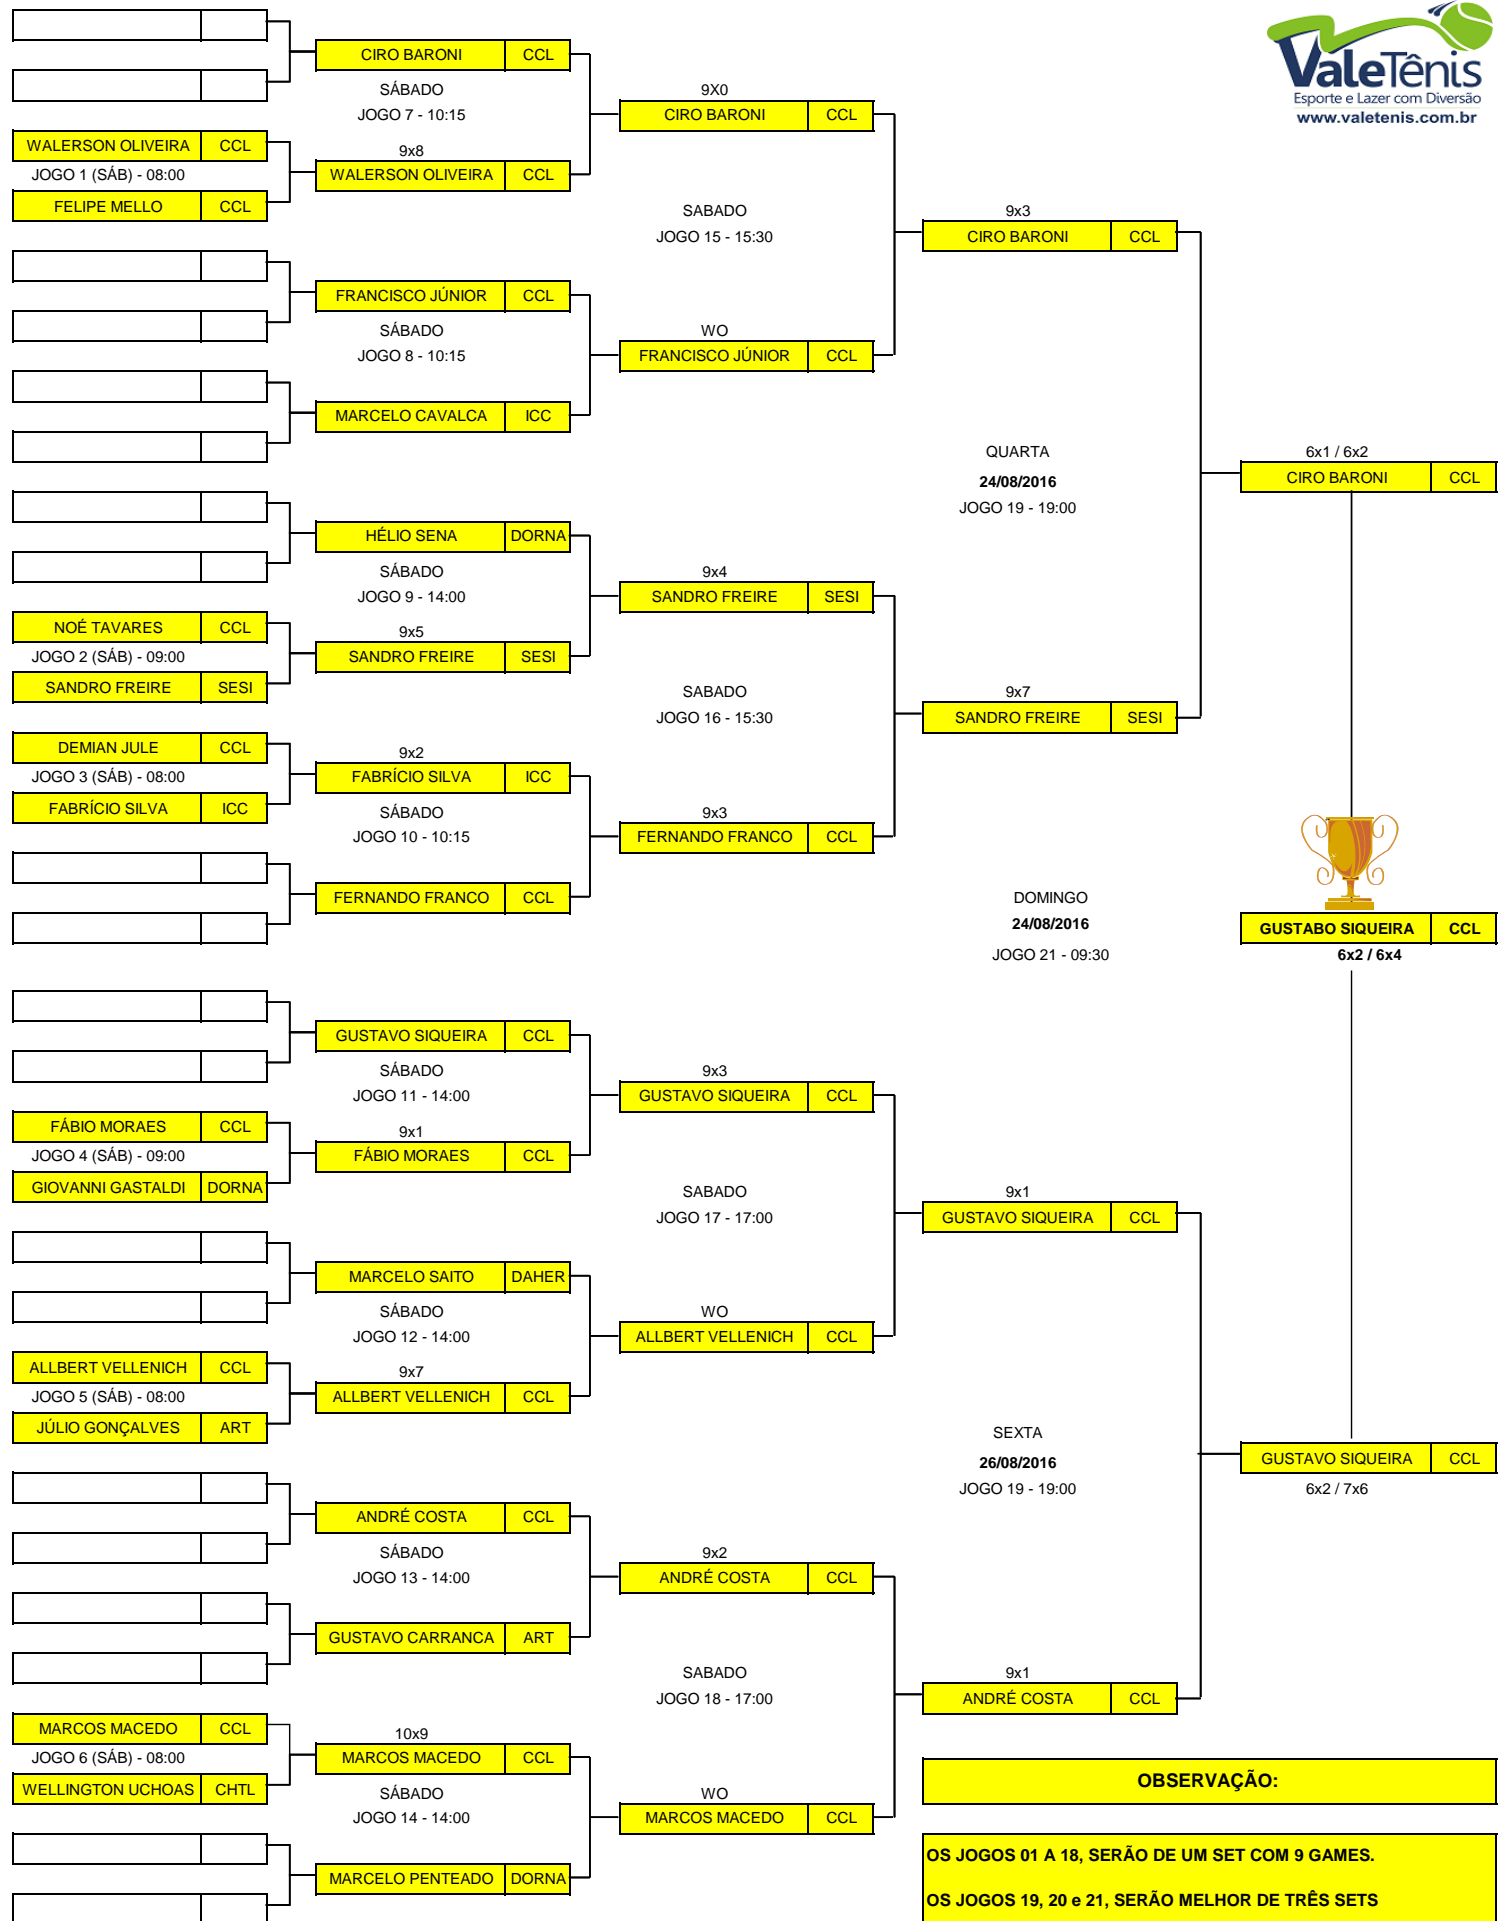 ValeTênis
Esporte e Lazer com Diversão
www.valetenis.com.br
CIRO BARONI CCL
SÁBADO
JOGO 7 - 10:15
9X0
CIRO BARONI CCL
WALERSON OLIVEIRA CCL
JOGO 1 (SÁB) - 08:00
FELIPE MELLO CCL
9x8
WALERSON OLIVEIRA CCL
SABADO
JOGO 15 - 15:30
9x3
CIRO BARONI CCL
FRANCISCO JÚNIOR CCL
SÁBADO
JOGO 8 - 10:15
WO
FRANCISCO JÚNIOR CCL
MARCELO CAVALCA ICC
QUARTA
24/08/2016
JOGO 19 - 19:00
6x1 / 6x2
CIRO BARONI CCL
HÉLIO SENA DORNA
SÁBADO
JOGO 9 - 14:00
9x4
SANDRO FREIRE SESI
NOÉ TAVARES CCL
JOGO 2 (SÁB) - 09:00
SANDRO FREIRE SESI
9x5
SANDRO FREIRE SESI
SABADO
JOGO 16 - 15:30
9x7
SANDRO FREIRE SESI
DEMIAN JULE CCL
JOGO 3 (SÁB) - 08:00
FABRÍCIO SILVA ICC
9x2
FABRÍCIO SILVA ICC
SÁBADO
JOGO 10 - 10:15
9x3
FERNANDO FRANCO CCL
FERNANDO FRANCO CCL
DOMINGO
24/08/2016
JOGO 21 - 09:30
GUSTABO SIQUEIRA CCL
6x2 / 6x4
GUSTAVO SIQUEIRA CCL
SÁBADO
JOGO 11 - 14:00
9x3
GUSTAVO SIQUEIRA CCL
FÁBIO MORAES CCL
JOGO 4 (SÁB) - 09:00
GIOVANNI GASTALDI DORNA
9x1
FÁBIO MORAES CCL
SABADO
JOGO 17 - 17:00
9x1
GUSTAVO SIQUEIRA CCL
MARCELO SAITO DAHER
SÁBADO
JOGO 12 - 14:00
WO
ALLBERT VELLENICH CCL
ALLBERT VELLENICH CCL
JOGO 5 (SÁB) - 08:00
JÚLIO GONÇALVES ART
9x7
ALLBERT VELLENICH CCL
SEXTA
26/08/2016
JOGO 19 - 19:00
GUSTAVO SIQUEIRA CCL
6x2 / 7x6
ANDRÉ COSTA CCL
SÁBADO
JOGO 13 - 14:00
9x2
ANDRÉ COSTA CCL
GUSTAVO CARRANCA ART
SABADO
JOGO 18 - 17:00
9x1
ANDRÉ COSTA CCL
MARCOS MACEDO CCL
JOGO 6 (SÁB) - 08:00
WELLINGTON UCHOAS CHTL
10x9
MARCOS MACEDO CCL
SÁBADO
JOGO 14 - 14:00
WO
MARCOS MACEDO CCL
MARCELO PENTEADO DORNA
OBSERVAÇÃO:
OS JOGOS 01 A 18, SERÃO DE UM SET COM 9 GAMES.
OS JOGOS 19, 20 e 21, SERÃO MELHOR DE TRÊS SETS